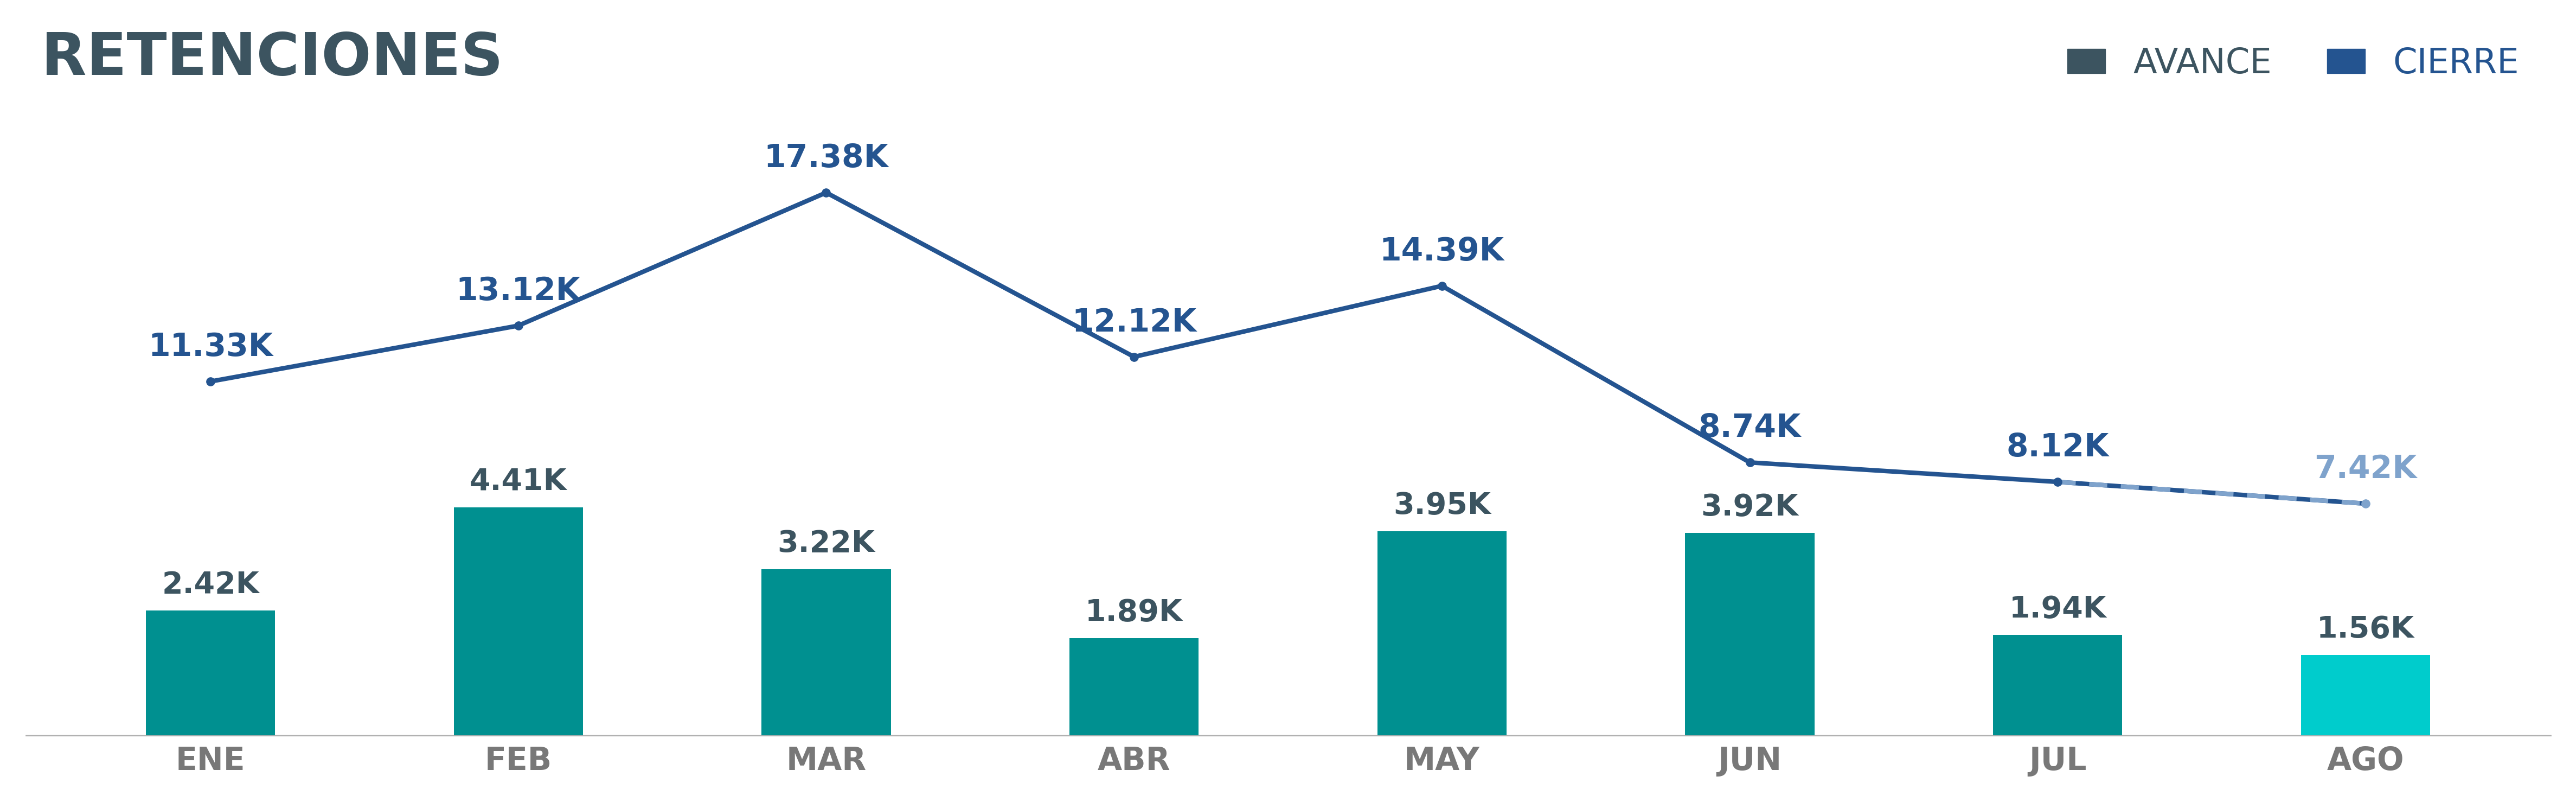 RETENCIONES
AVANCE CIERRE
17.38K
14.39K
13.12K
12.12K
11.33K
8.74K
8.12K
7.42K
4.41K
3.95K
3.92K
3.22K
2.42K
1.94K
1.89K
1.56K
ENE FEB MAR ABR MAY JUN JUL AGO